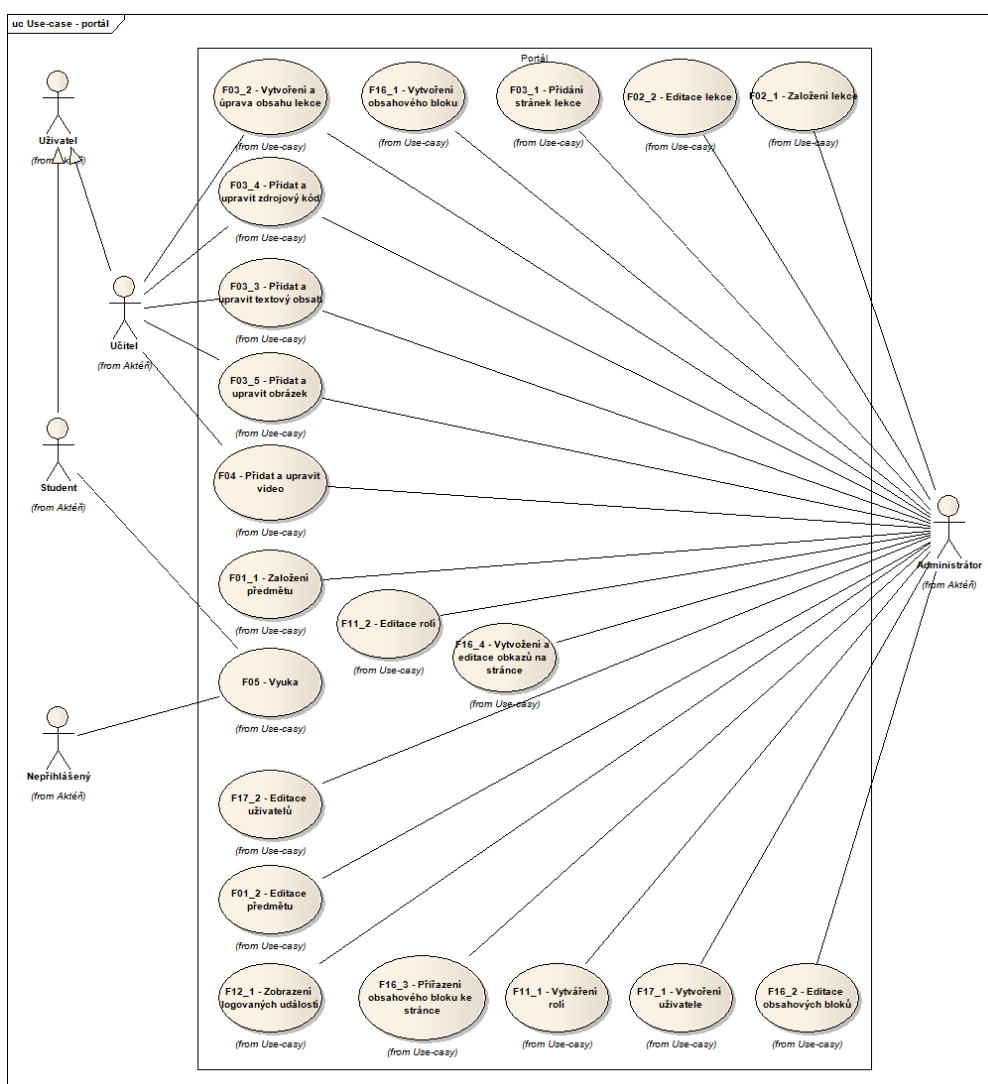 uc Use-case - portál
Portál
Uživatel
(from Aktéři)
Učitel
(from Aktéři)
Student
(from Aktéři)
Nepřihlášený
(from Aktéři)
Administrátor
(from Aktéři)
F03_2 - Vytvoření a
úprava obsahu lekce
(from Use-casy)
F16_1 - Vytvoření
obsahového bloku
(from Use-casy)
F03_1 - Přidání
stránek lekce
(from Use-casy)
F02_2 - Editace lekce
(from Use-casy)
F02_1 - Založení lekce
(from Use-casy)
F03_4 - Přidat a
upravit zdrojový kód
(from Use-casy)
F03_3 - Přidat a
upravit textový obsah
(from Use-casy)
F03_5 - Přidat a
upravit obrázek
(from Use-casy)
F04 - Přidat a upravit
video
(from Use-casy)
F01_1 - Založení
předmětu
(from Use-casy)
F11_2 - Editace rolí
(from Use-casy)
F16_4 - Vytvožení a
editace obkazů na
stránce
(from Use-casy)
F05 - Vyuka
(from Use-casy)
F17_2 - Editace
uživatelů
(from Use-casy)
F01_2 - Editace
předmětu
(from Use-casy)
F12_1 - Zobrazení
logovaných událostí
(from Use-casy)
F16_3 - Přiřazení
obsahového bloku ke
stránce
(from Use-casy)
F11_1 - Vytváření
rolí
(from Use-casy)
F17_1 - Vytvoření
uživatele
(from Use-casy)
F16_2 - Editace
obsahových bloků
(from Use-casy)